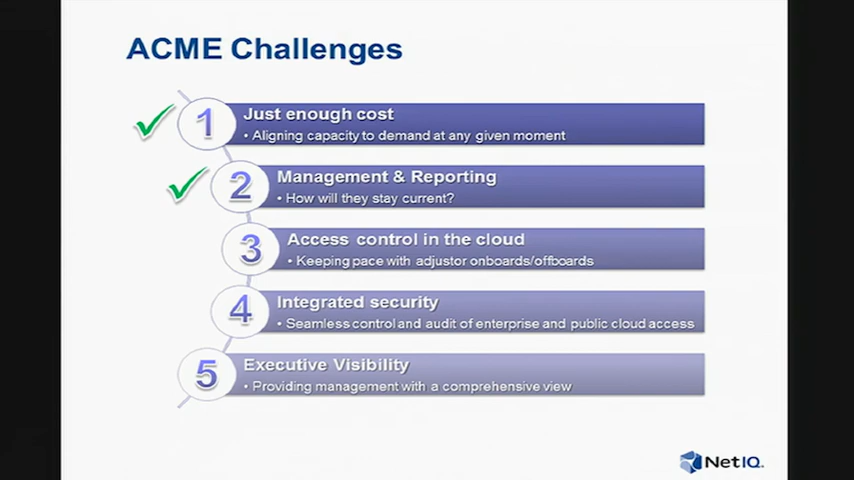 ACME Challenges
1
Just enough cost
• Aligning capacity to demand at any given moment
2
Management & Reporting
• How will they stay current?
3
Access control in the cloud
• Keeping pace with adjustor onboards/offboards
4
Integrated security
• Seamless control and audit of enterprise and public cloud access
5
Executive Visibility
• Providing management with a comprehensive view
NetIQ.